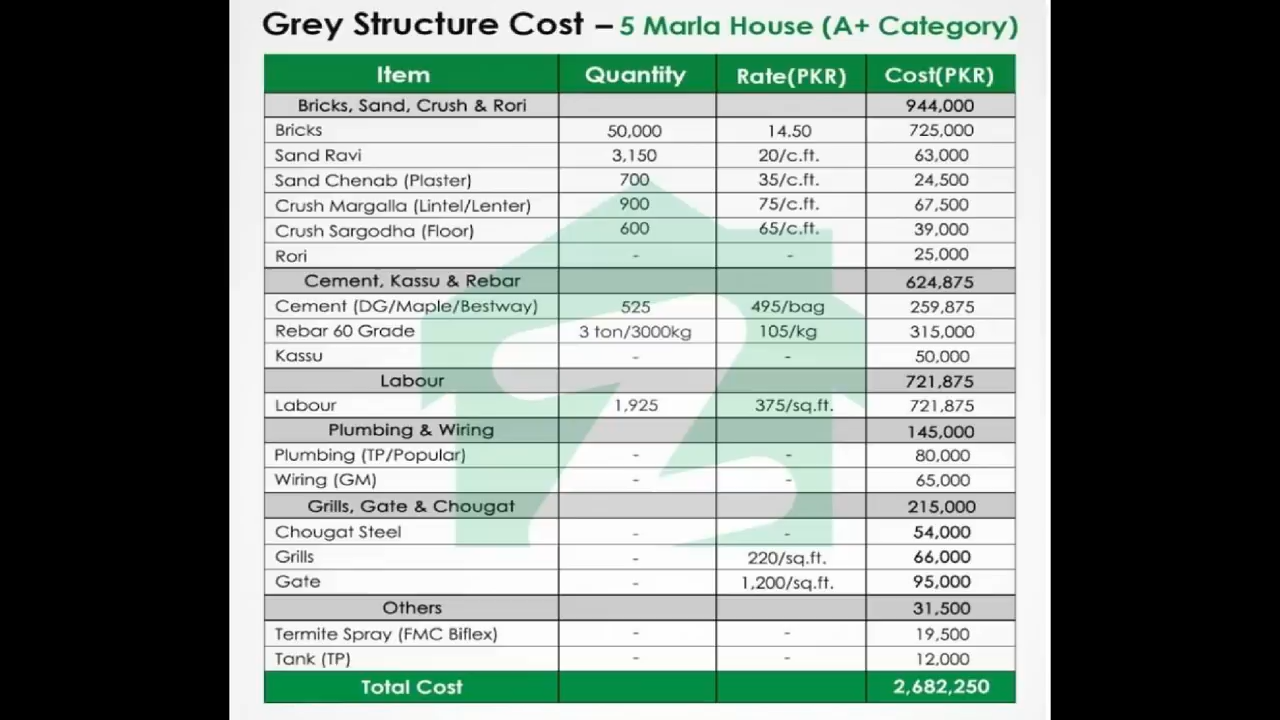 Grey Structure Cost – 5 Marla House (A+ Category)
Item Quantity Rate(PKR) Cost(PKR)
Bricks, Sand, Crush & Rori 944,000
Bricks 50,000 14.50 725,000
Sand Ravi 3,150 20/c.ft. 63,000
Sand Chenab (Plaster) 700 35/c.ft. 24,500
Crush Margalla (Lintel/Lenter) 900 75/c.ft. 67,500
Crush Sargodha (Floor) 600 65/c.ft. 39,000
Rori - - 25,000
Cement, Kassu & Rebar 624,875
Cement (DG/Maple/Bestway) 525 495/bag 259,875
Rebar 60 Grade 3 ton/3000kg 105/kg 315,000
Kassu - - 50,000
Labour 721,875
Labour 1,925 375/sq.ft. 721,875
Plumbing & Wiring 145,000
Plumbing (TP/Popular) - - 80,000
Wiring (GM) - - 65,000
Grills, Gate & Chougat 215,000
Chougat Steel - - 54,000
Grills - 220/sq.ft. 66,000
Gate - 1,200/sq.ft. 95,000
Others 31,500
Termite Spray (FMC Biflex) - - 19,500
Tank (TP) - - 12,000
Total Cost 2,682,250